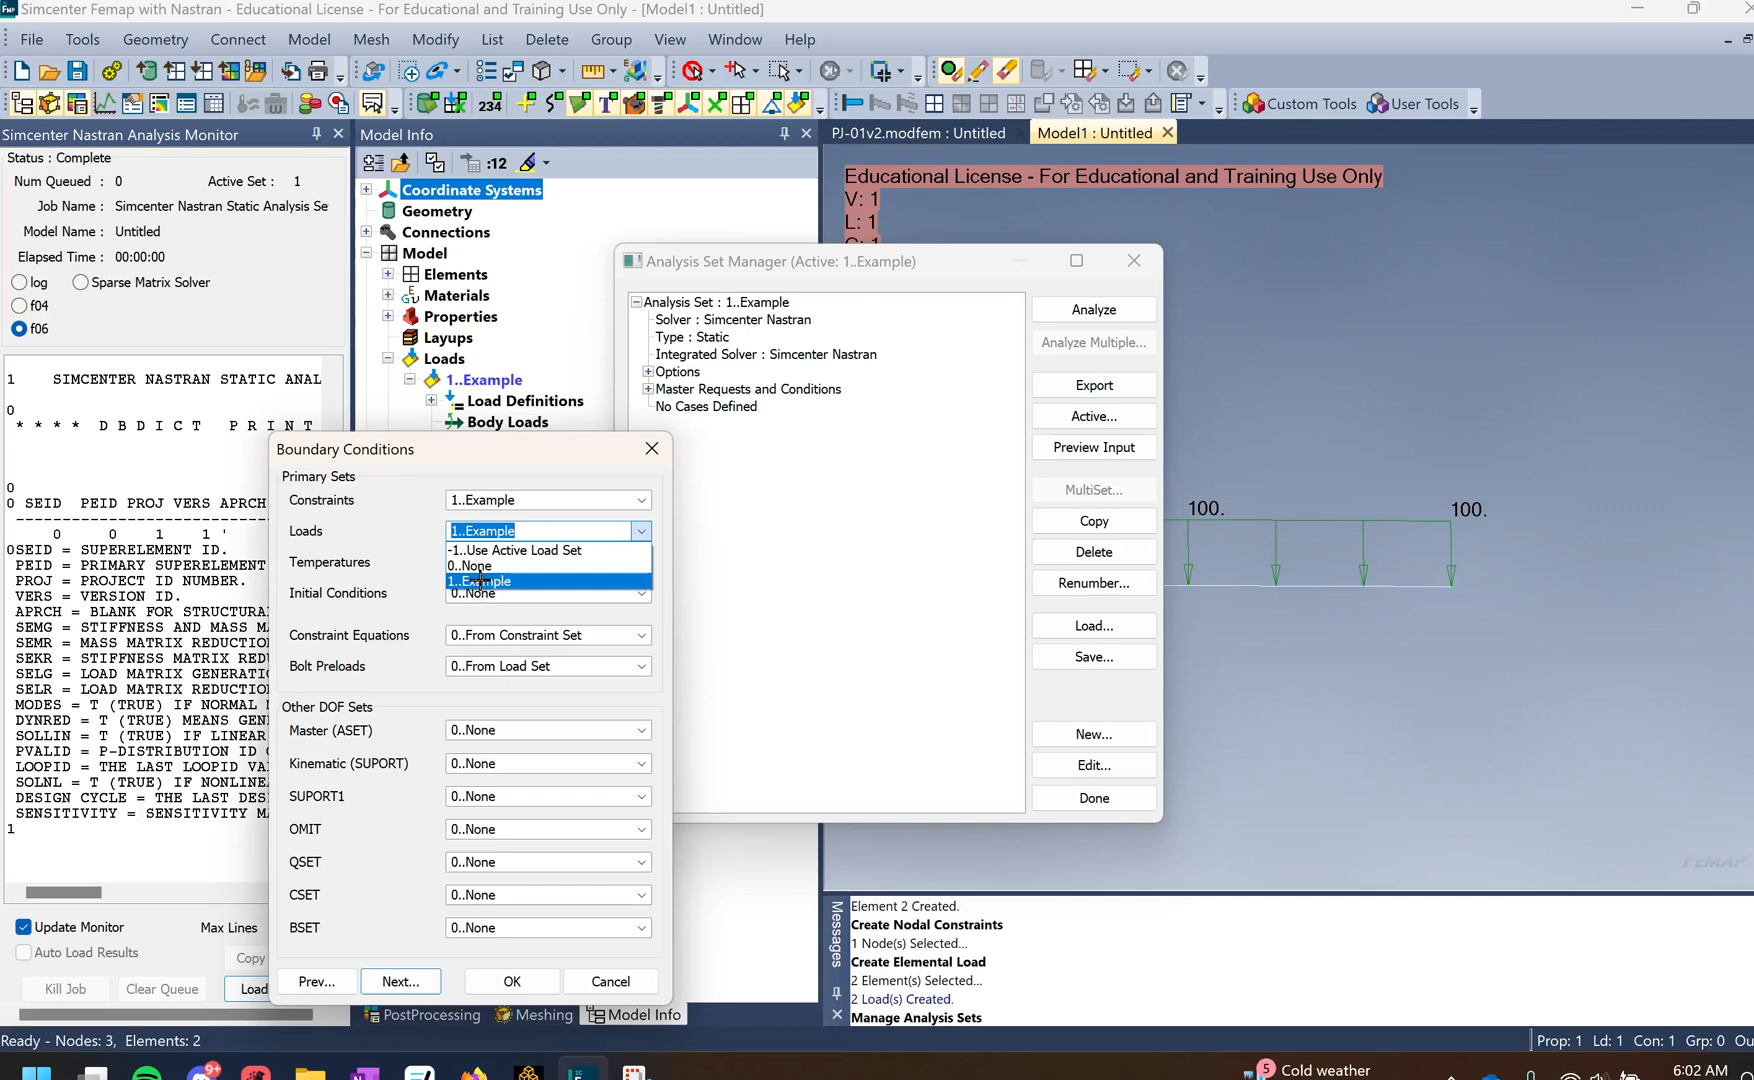 Simcenter Femap with Nastran - Educational License - For Educational and Training Use Only - [Model1 : Untitled]
File Tools Geometry Connect Model Mesh Modify List Delete Group View Window Help
234
Custom Tools User Tools
Simcenter Nastran Analysis Monitor
Status : Complete
Num Queued : 0 Active Set : 1
Job Name : Simcenter Nastran Static Analysis Se
Model Name : Untitled
Elapsed Time : 00:00:00
log Sparse Matrix Solver
f04
f06
1 SIMCENTER NASTRAN STATIC ANAL
0
* * * * D B D I C T P R I N T
0
0 SEID PEID PROJ VERS APRCH
0 0 1 1 '
0SEID = SUPERELEMENT ID.
PEID = PRIMARY SUPERELEMENT
PROJ = PROJECT ID NUMBER.
VERS = VERSION ID.
APRCH = BLANK FOR STRUCTURA
SEMG = STIFFNESS AND MASS M
SEMR = MASS MATRIX REDUCTIO
SEKR = STIFFNESS MATRIX RED
SELG = LOAD MATRIX GENERATIO
SELR = LOAD MATRIX REDUCTIO
MODES = T (TRUE) IF NORMAL M
DYNRED = T (TRUE) MEANS GEN
SOLLIN = T (TRUE) IF LINEAR
PVALID = P-DISTRIBUTION ID O
LOOPID = THE LAST LOOPID VA
SOLNL = T (TRUE) IF NONLINE
DESIGN CYCLE = THE LAST DES
SENSITIVITY = SENSITIVITY MA
1
Update Monitor Max Lines
Auto Load Results Copy
Kill Job Clear Queue Load
Model Info
:12
Coordinate Systems
Geometry
Connections
Model
Elements
Materials
Properties
Layups
Loads
1..Example
Load Definitions
Body Loads
Boundary Conditions
Primary Sets
Constraints 1..Example
Loads 1..Example
-1..Use Active Load Set
0..None
1..Example
Temperatures
Initial Conditions 0..None
Constraint Equations 0..From Constraint Set
Bolt Preloads 0..From Load Set
Other DOF Sets
Master (ASET) 0..None
Kinematic (SUPORT) 0..None
SUPORT1 0..None
OMIT 0..None
QSET 0..None
CSET 0..None
BSET 0..None
Prev... Next... OK Cancel
PostProcessing Meshing Model Info
PJ-01v2.modfem : Untitled Model1 : Untitled
Educational License - For Educational and Training Use Only
V: 1
L: 1
Analysis Set Manager (Active: 1..Example)
Analysis Set : 1..Example
Solver : Simcenter Nastran
Type : Static
Integrated Solver : Simcenter Nastran
Options
Master Requests and Conditions
No Cases Defined
Analyze
Analyze Multiple...
Export
Active...
Preview Input
MultiSet...
Copy
Delete
Renumber...
Load...
Save...
New...
Edit...
Done
100. 100.
FEMAP
Messages
Element 2 Created.
Create Nodal Constraints
1 Node(s) Selected...
Create Elemental Load
2 Element(s) Selected...
2 Load(s) Created.
Manage Analysis Sets
Ready - Nodes: 3, Elements: 2 Prop: 1 Ld: 1 Con: 1 Grp: 0 Ou
9+ 5 Cold weather 6:02 AM